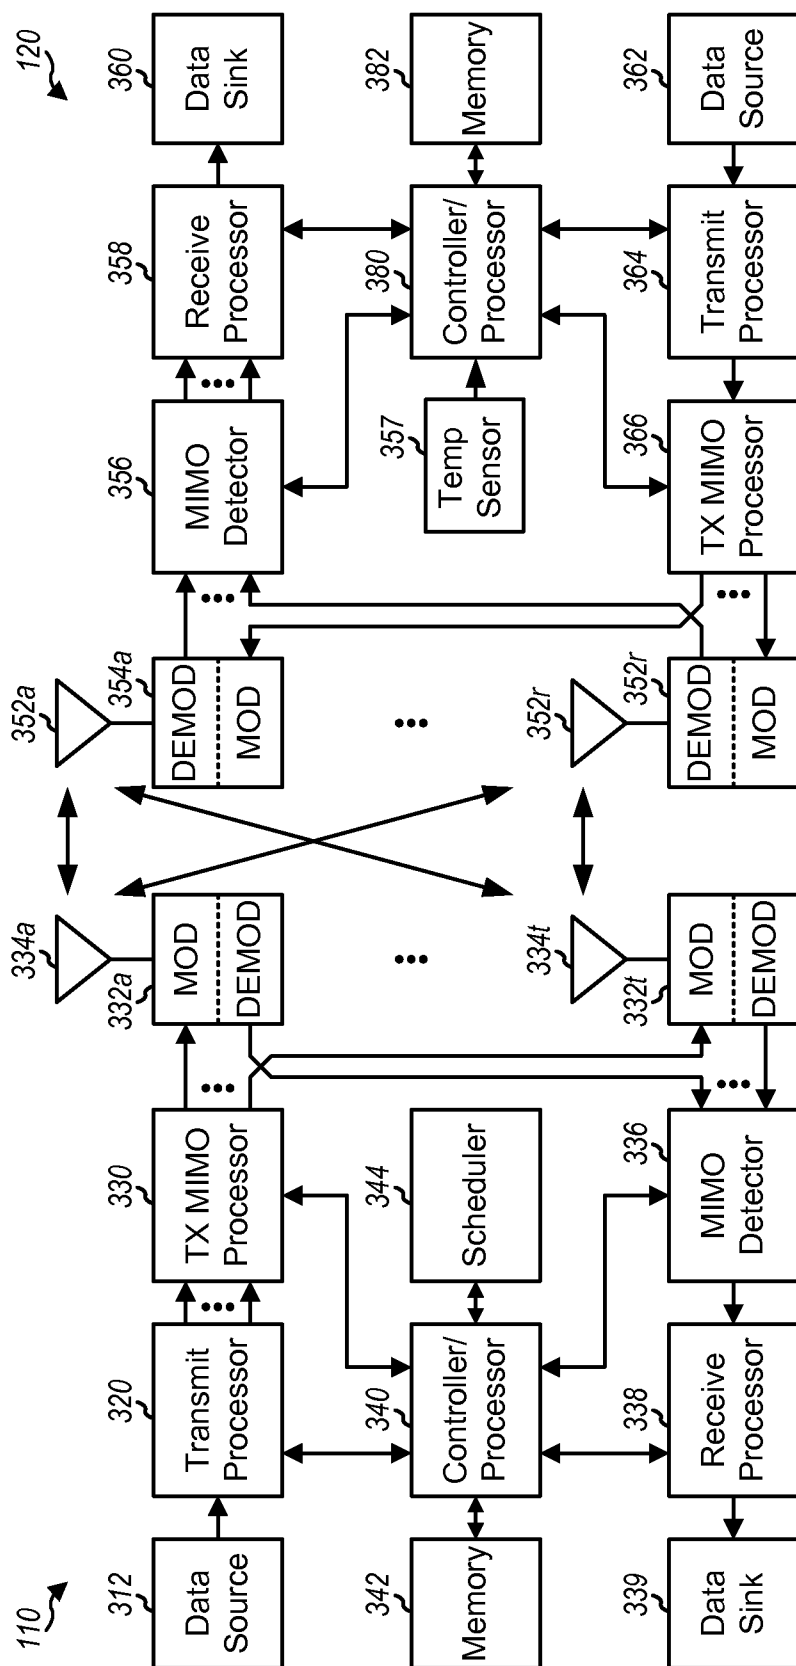 110
120
312
Data
Source
320
Transmit
Processor
330
TX MIMO
Processor
332a
MOD
DEMOD
334a
352a
354a
DEMOD
MOD
356
MIMO
Detector
358
Receive
Processor
360
Data
Sink
342
Memory
340
Controller/
Processor
344
Scheduler
357
Temp
Sensor
380
Controller/
Processor
382
Memory
339
Data
Sink
338
Receive
Processor
336
MIMO
Detector
332t
MOD
DEMOD
334t
352r
352r
DEMOD
MOD
366
TX MIMO
Processor
364
Transmit
Processor
362
Data
Source